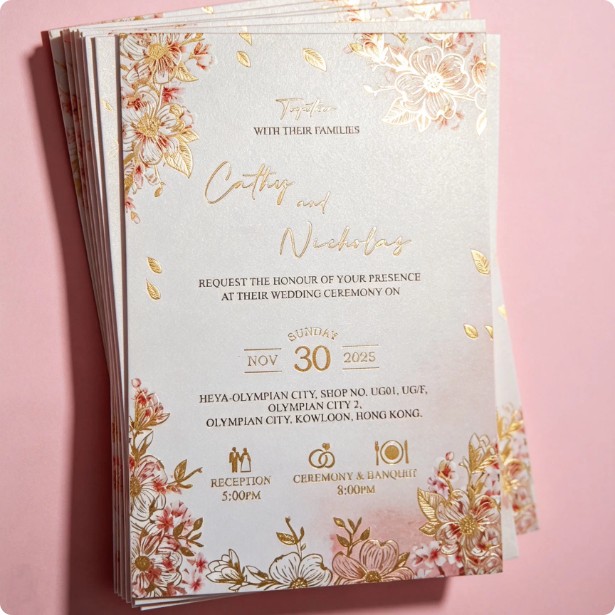 Together
WITH THEIR FAMILIES
Cathy
and
Nicholas
REQUEST THE HONOUR OF YOUR PRESENCE
AT THEIR WEDDING CEREMONY ON
SUNDAY
NOV 30 2025
HEYA-OLYMPIAN CITY, SHOP NO. UG01, UG/F,
OLYMPIAN CITY 2,
OLYMPIAN CITY, KOWLOON, HONG KONG.
RECEPTION
5:00PM
CEREMONY & BANQUET
8:00PM